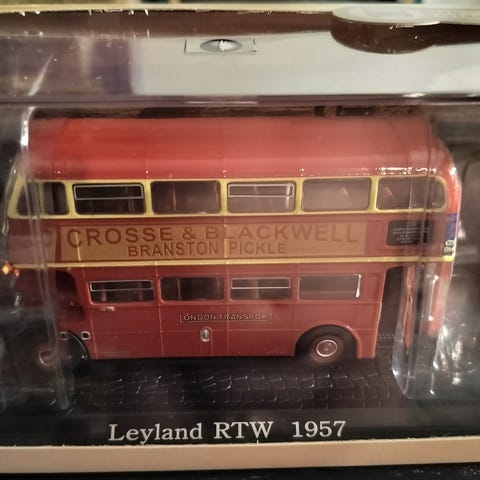 CROSSE & BLACKWELL
BRANSTON PICKLE
LONDON TRANSPORT
Leyland RTW 1957